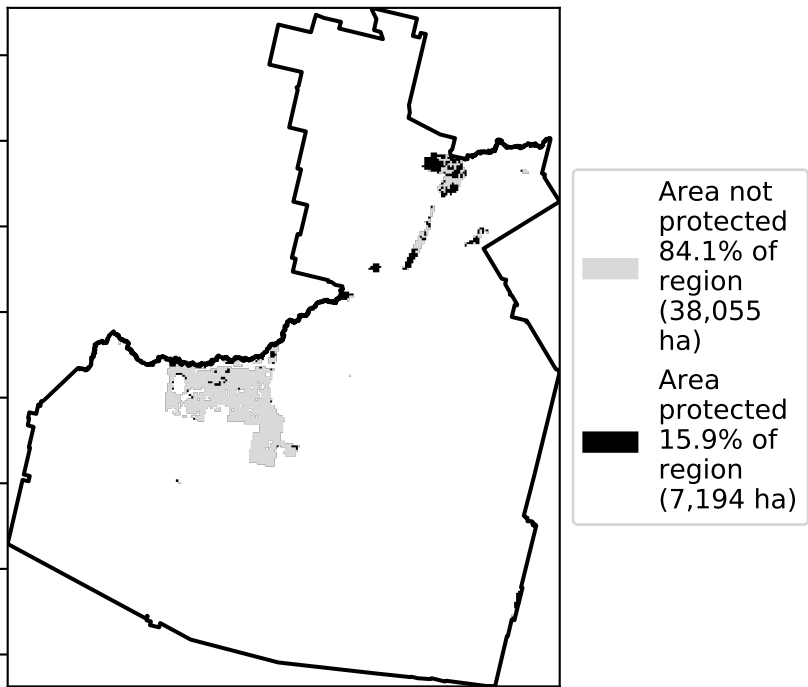 Area not
protected
84.1% of
region
(38,055
ha)
Area
protected
15.9% of
region
(7,194 ha)